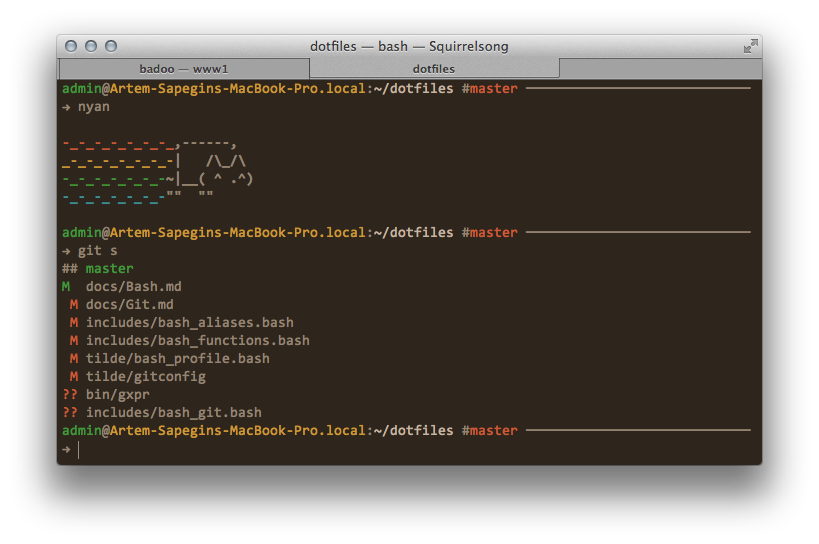 dotfiles — bash — Squirrelsong
badoo — www1
dotfiles
admin@Artem-Sapegins-MacBook-Pro.local:~/dotfiles #master
→ nyan
-_-_-_-_-_-_-_,------,
_-_-_-_-_-_-_-|   /\_/\
-_-_-_-_-_-_-~|__( ^ .^)
-_-_-_-_-_-_-""  ""
admin@Artem-Sapegins-MacBook-Pro.local:~/dotfiles #master
→ git s
## master
M  docs/Bash.md
 M docs/Git.md
 M includes/bash_aliases.bash
 M includes/bash_functions.bash
 M tilde/bash_profile.bash
 M tilde/gitconfig
?? bin/gxpr
?? includes/bash_git.bash
admin@Artem-Sapegins-MacBook-Pro.local:~/dotfiles #master
→